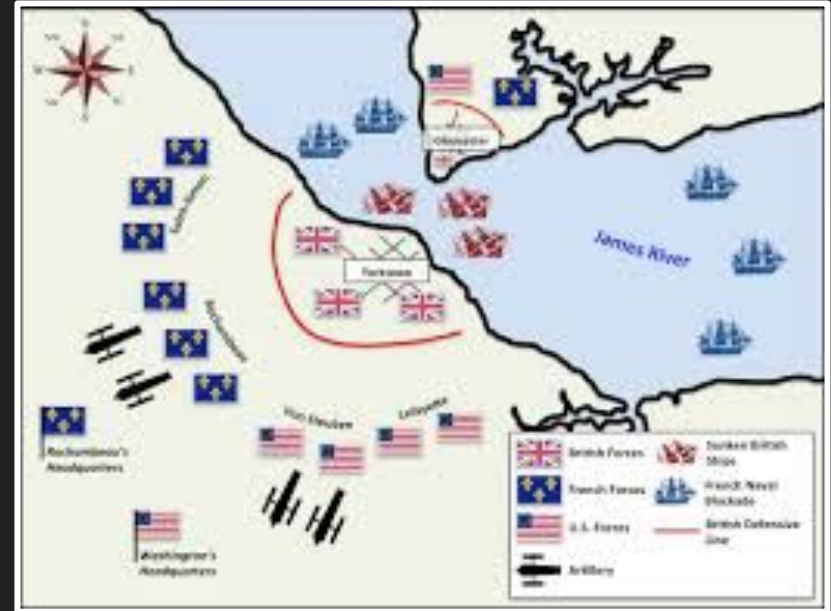 N
W
E
S
Gloucester
James River
Yorktown
Rochambeau
Von Steuben
Lafayette
Rochambeau's
Headquarters
Washington's
Headquarters
British Forces
Sunken British
Ships
French Forces
French Naval
Blockade
U.S. Forces
British Defensive
Line
Artillery